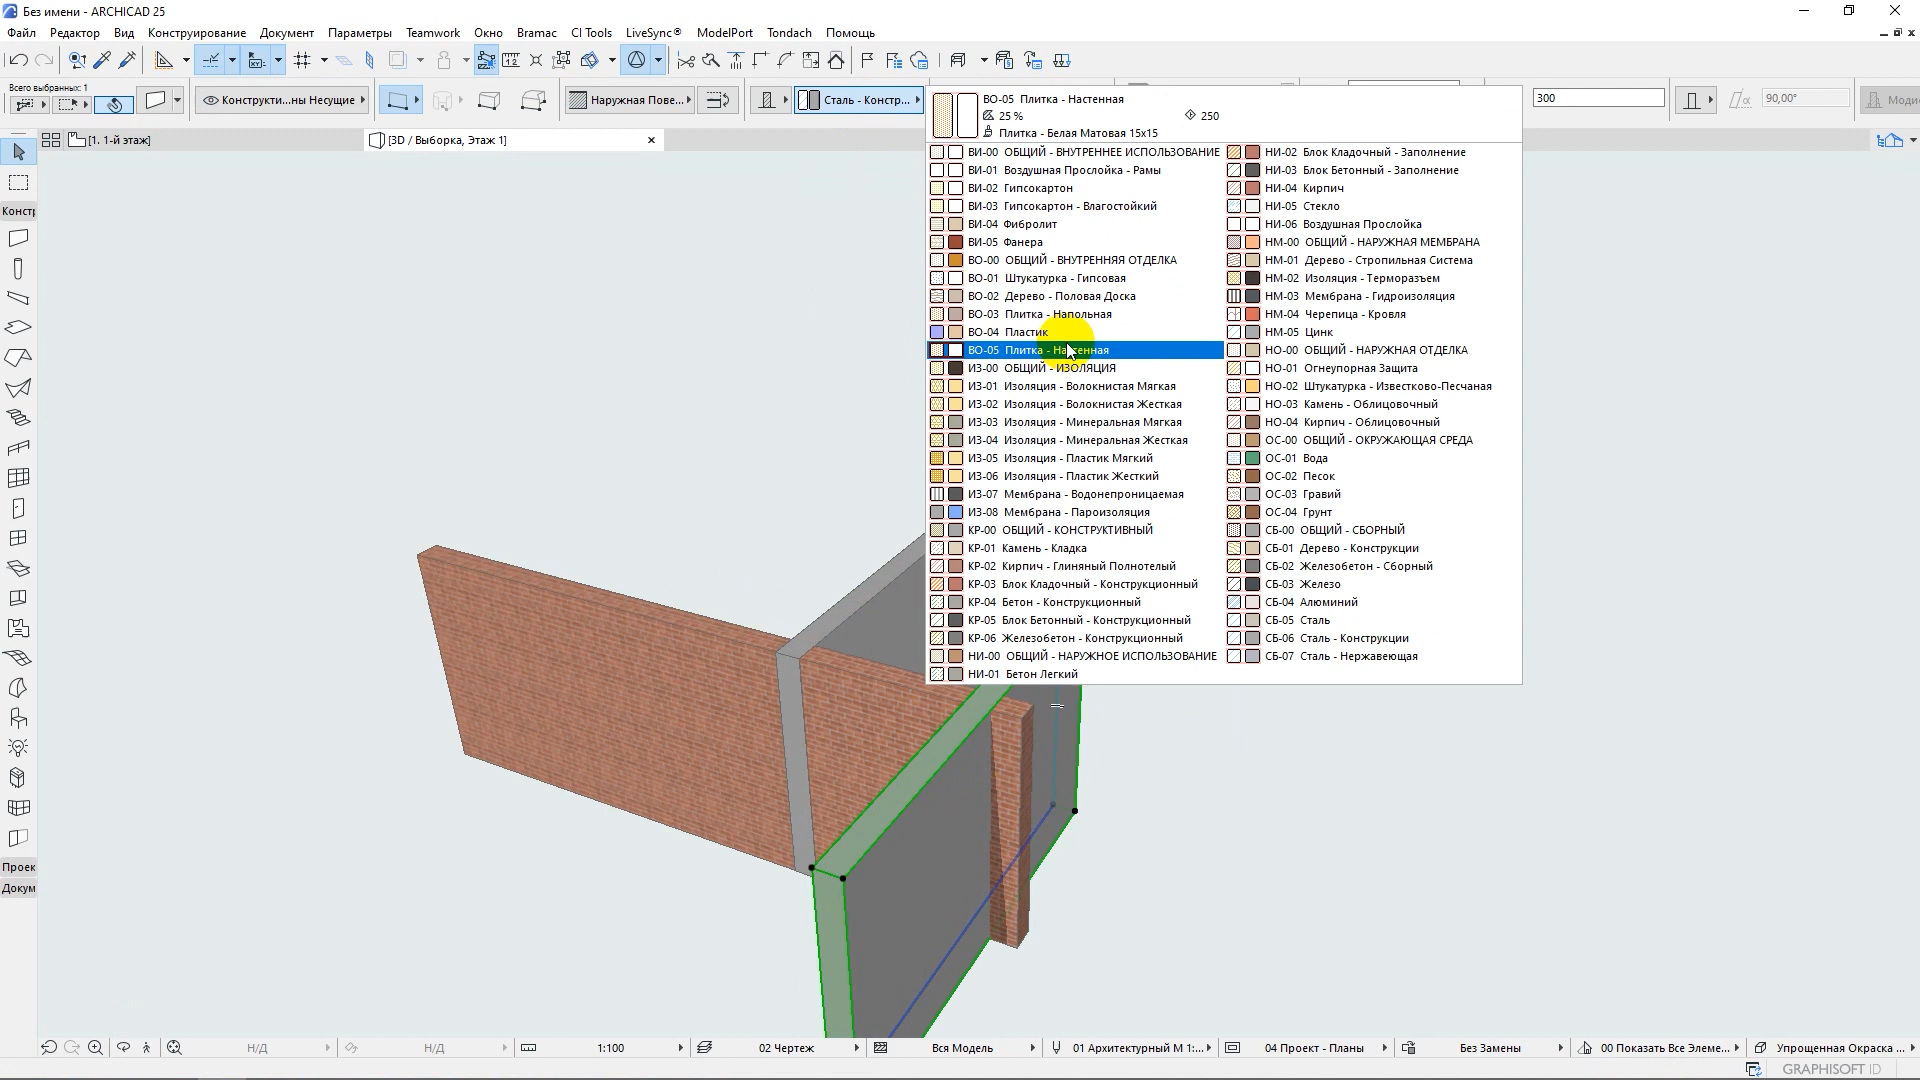 Без имени - ARCHICAD 25
Файл Редактор Вид Конструирование Документ Параметры Teamwork Окно Bramac CI Tools LiveSync® ModelPort Tondach Помощь
Всего выбранных: 1
Конструкти...ны Несущие
Наружная Пове...
Сталь - Констр...
300
90,00°
Моди
[1. 1-й этаж]
[3D / Выборка, Этаж 1]
ВО-05 Плитка - Настенная
25 %
250
Плитка - Белая Матовая 15x15
Констр
Проек
Докум
ВИ-00 ОБЩИЙ - ВНУТРЕННЕЕ ИСПОЛЬЗОВАНИЕ
ВИ-01 Воздушная Прослойка - Рамы
ВИ-02 Гипсокартон
ВИ-03 Гипсокартон - Влагостойкий
ВИ-04 Фибролит
ВИ-05 Фанера
ВО-00 ОБЩИЙ - ВНУТРЕННЯЯ ОТДЕЛКА
ВО-01 Штукатурка - Гипсовая
ВО-02 Дерево - Половая Доска
ВО-03 Плитка - Напольная
ВО-04 Пластик
ВО-05 Плитка - Настенная
ИЗ-00 ОБЩИЙ - ИЗОЛЯЦИЯ
ИЗ-01 Изоляция - Волокнистая Мягкая
ИЗ-02 Изоляция - Волокнистая Жесткая
ИЗ-03 Изоляция - Минеральная Мягкая
ИЗ-04 Изоляция - Минеральная Жесткая
ИЗ-05 Изоляция - Пластик Мягкий
ИЗ-06 Изоляция - Пластик Жесткий
ИЗ-07 Мембрана - Водонепроницаемая
ИЗ-08 Мембрана - Пароизоляция
КР-00 ОБЩИЙ - КОНСТРУКТИВНЫЙ
КР-01 Камень - Кладка
КР-02 Кирпич - Глиняный Полнотелый
КР-03 Блок Кладочный - Конструкционный
КР-04 Бетон - Конструкционный
КР-05 Блок Бетонный - Конструкционный
КР-06 Железобетон - Конструкционный
НИ-00 ОБЩИЙ - НАРУЖНОЕ ИСПОЛЬЗОВАНИЕ
НИ-01 Бетон Легкий
НИ-02 Блок Кладочный - Заполнение
НИ-03 Блок Бетонный - Заполнение
НИ-04 Кирпич
НИ-05 Стекло
НИ-06 Воздушная Прослойка
НМ-00 ОБЩИЙ - НАРУЖНАЯ МЕМБРАНА
НМ-01 Дерево - Стропильная Система
НМ-02 Изоляция - Терморазъем
НМ-03 Мембрана - Гидроизоляция
НМ-04 Черепица - Кровля
НМ-05 Цинк
НО-00 ОБЩИЙ - НАРУЖНАЯ ОТДЕЛКА
НО-01 Огнеупорная Защита
НО-02 Штукатурка - Известково-Песчаная
НО-03 Камень - Облицовочный
НО-04 Кирпич - Облицовочный
ОС-00 ОБЩИЙ - ОКРУЖАЮЩАЯ СРЕДА
ОС-01 Вода
ОС-02 Песок
ОС-03 Гравий
ОС-04 Грунт
СБ-00 ОБЩИЙ - СБОРНЫЙ
СБ-01 Дерево - Конструкции
СБ-02 Железобетон - Сборный
СБ-03 Железо
СБ-04 Алюминий
СБ-05 Сталь
СБ-06 Сталь - Конструкции
СБ-07 Сталь - Нержавеющая
Н/Д Н/Д 1:100 02 Чертеж Вся Модель 01 Архитектурный М 1:... 04 Проект - Планы Без Замены 00 Показать Все Элеме... Упрощенная Окраска ...
GRAPHISOFT ID